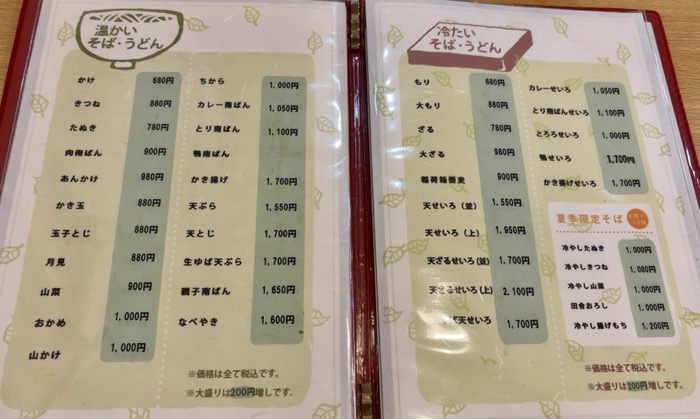 温かい
そば・うどん
かけ 680円
きつね 880円
たぬき 780円
肉南ばん 900円
あんかけ 980円
かき玉 880円
玉子とじ 880円
月見 880円
山菜 900円
おかめ 1,000円
山かけ 1,000円
ちから 1,000円
カレー南ばん 1,050円
とり南ばん 1,100円
鴨南ばん
かき揚げ 1,700円
天ぷら 1,550円
天とじ 1,700円
生ゆば天ぷら 1,700円
親子南ばん 1,650円
なべやき 1,600円
※価格は全て税込です。
※大盛りは200円増しです。
冷たい
そば・うどん
もり 680円
大もり 880円
ざる 780円
大ざる 980円
稲荷箱蕎麦 900円
天せいろ（並） 1,550円
天せいろ（上） 1,950円
天ざるせいろ(並) 1,700円
天ざるせいろ(上) 2,100円
ば天せいろ 1,700円
カレーせいろ 1,050円
とり南ばんせいろ 1,100円
とろろせいろ 1,000円
鴨せいろ 1,700円
かき揚げせいろ 1,700円
夏季限定そば
冷やしたぬき 1,000円
冷やしきつね 1,080円
冷やし山菜 1,000円
田舎おろし 1,000円
冷やし揚げもち 1,200円
※価格は全て税込です。
※大盛りは200円増しです。